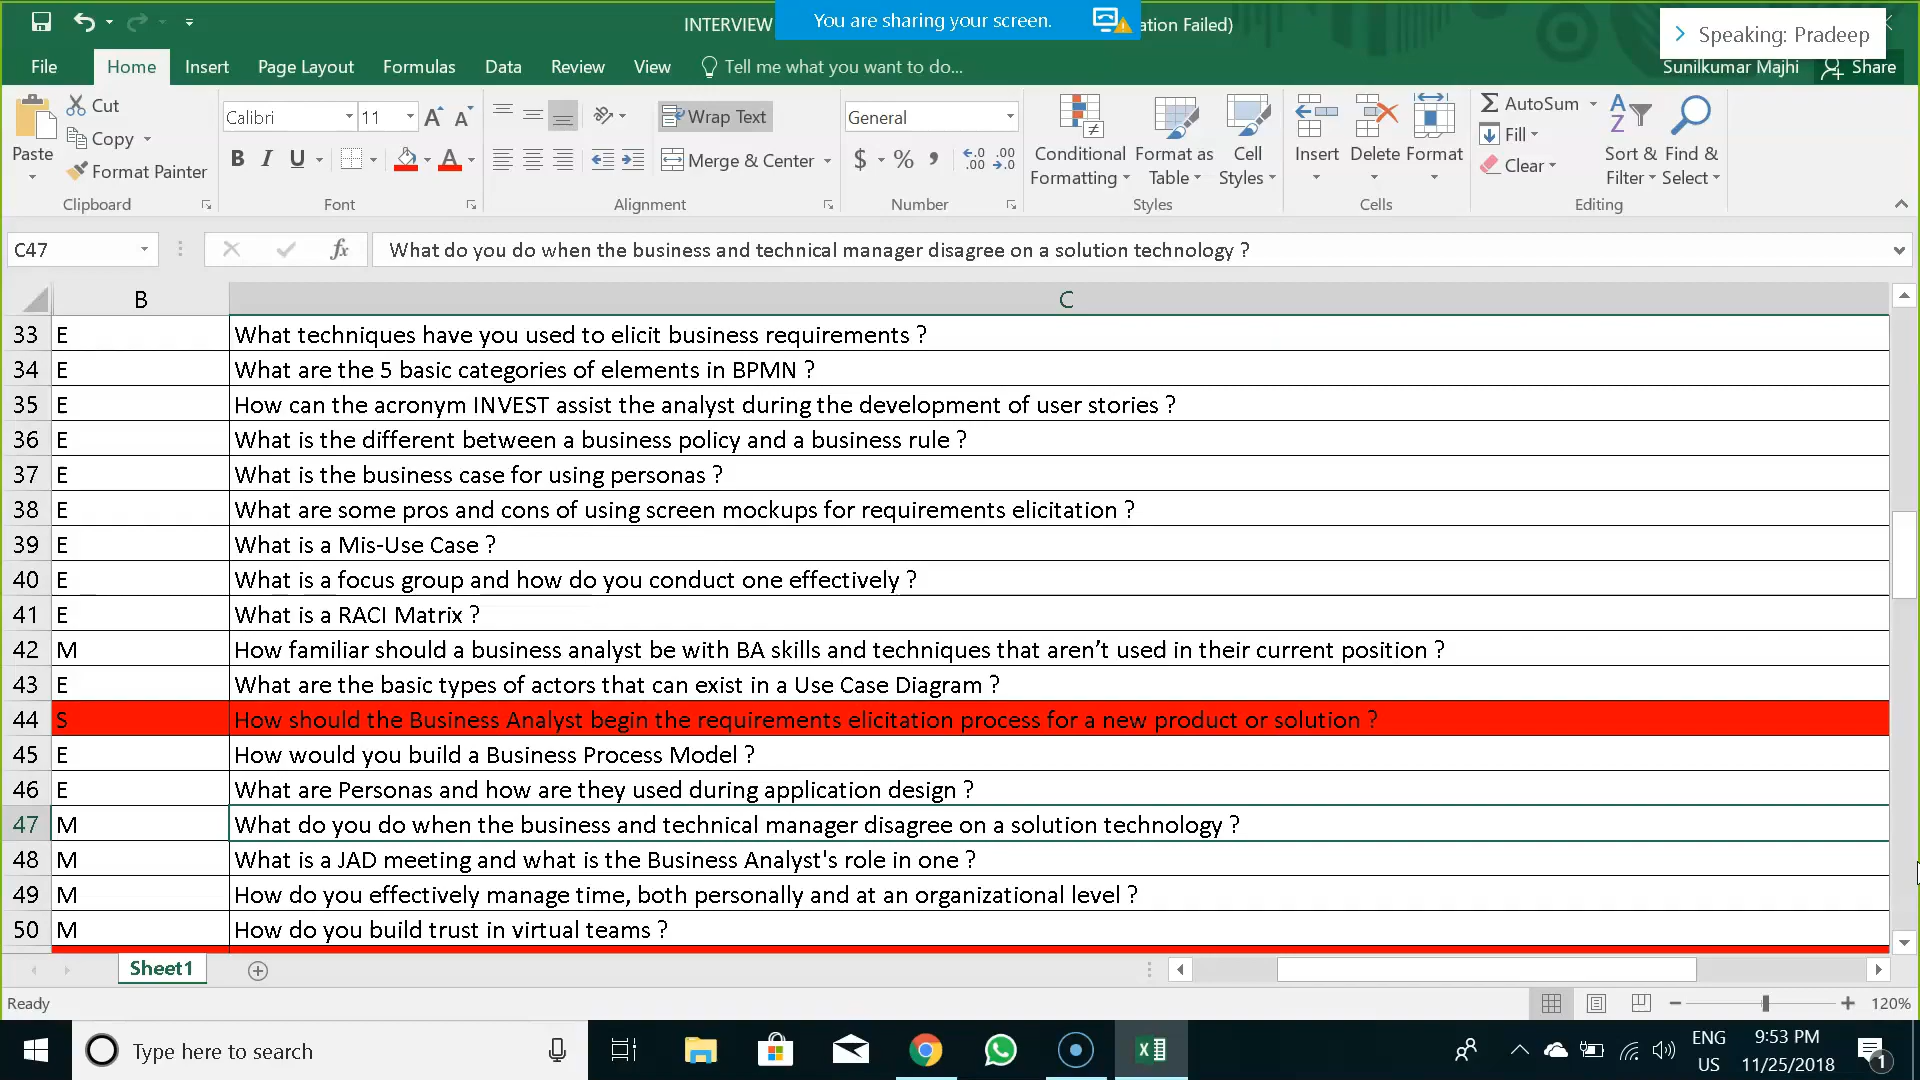 INTERVIEW
You are sharing your screen.
ation Failed)
Speaking: Pradeep
File Home Insert Page Layout Formulas Data Review View Tell me what you want to do...
Sunilkumar Majhi Share
Paste
Cut
Copy
Format Painter
Clipboard
Calibri 11
B I U
Font
Wrap Text
Merge & Center
Alignment
General
$ % ,
Number
Conditional Formatting
Format as Table
Cell Styles
Styles
Insert Delete Format
Cells
AutoSum
Fill
Clear
Sort & Filter
Find & Select
Editing
C47 fx What do you do when the business and technical manager disagree on a solution technology ?
B C
33 E What techniques have you used to elicit business requirements ?
34 E What are the 5 basic categories of elements in BPMN ?
35 E How can the acronym INVEST assist the analyst during the development of user stories ?
36 E What is the different between a business policy and a business rule ?
37 E What is the business case for using personas ?
38 E What are some pros and cons of using screen mockups for requirements elicitation ?
39 E What is a Mis-Use Case ?
40 E What is a focus group and how do you conduct one effectively ?
41 E What is a RACI Matrix ?
42 M How familiar should a business analyst be with BA skills and techniques that aren’t used in their current position ?
43 E What are the basic types of actors that can exist in a Use Case Diagram ?
44 S How should the Business Analyst begin the requirements elicitation process for a new product or solution ?
45 E How would you build a Business Process Model ?
46 E What are Personas and how are they used during application design ?
47 M What do you do when the business and technical manager disagree on a solution technology ?
48 M What is a JAD meeting and what is the Business Analyst's role in one ?
49 M How do you effectively manage time, both personally and at an organizational level ?
50 M How do you build trust in virtual teams ?
Sheet1
Ready
120%
Type here to search
ENG
US
9:53 PM
11/25/2018
1